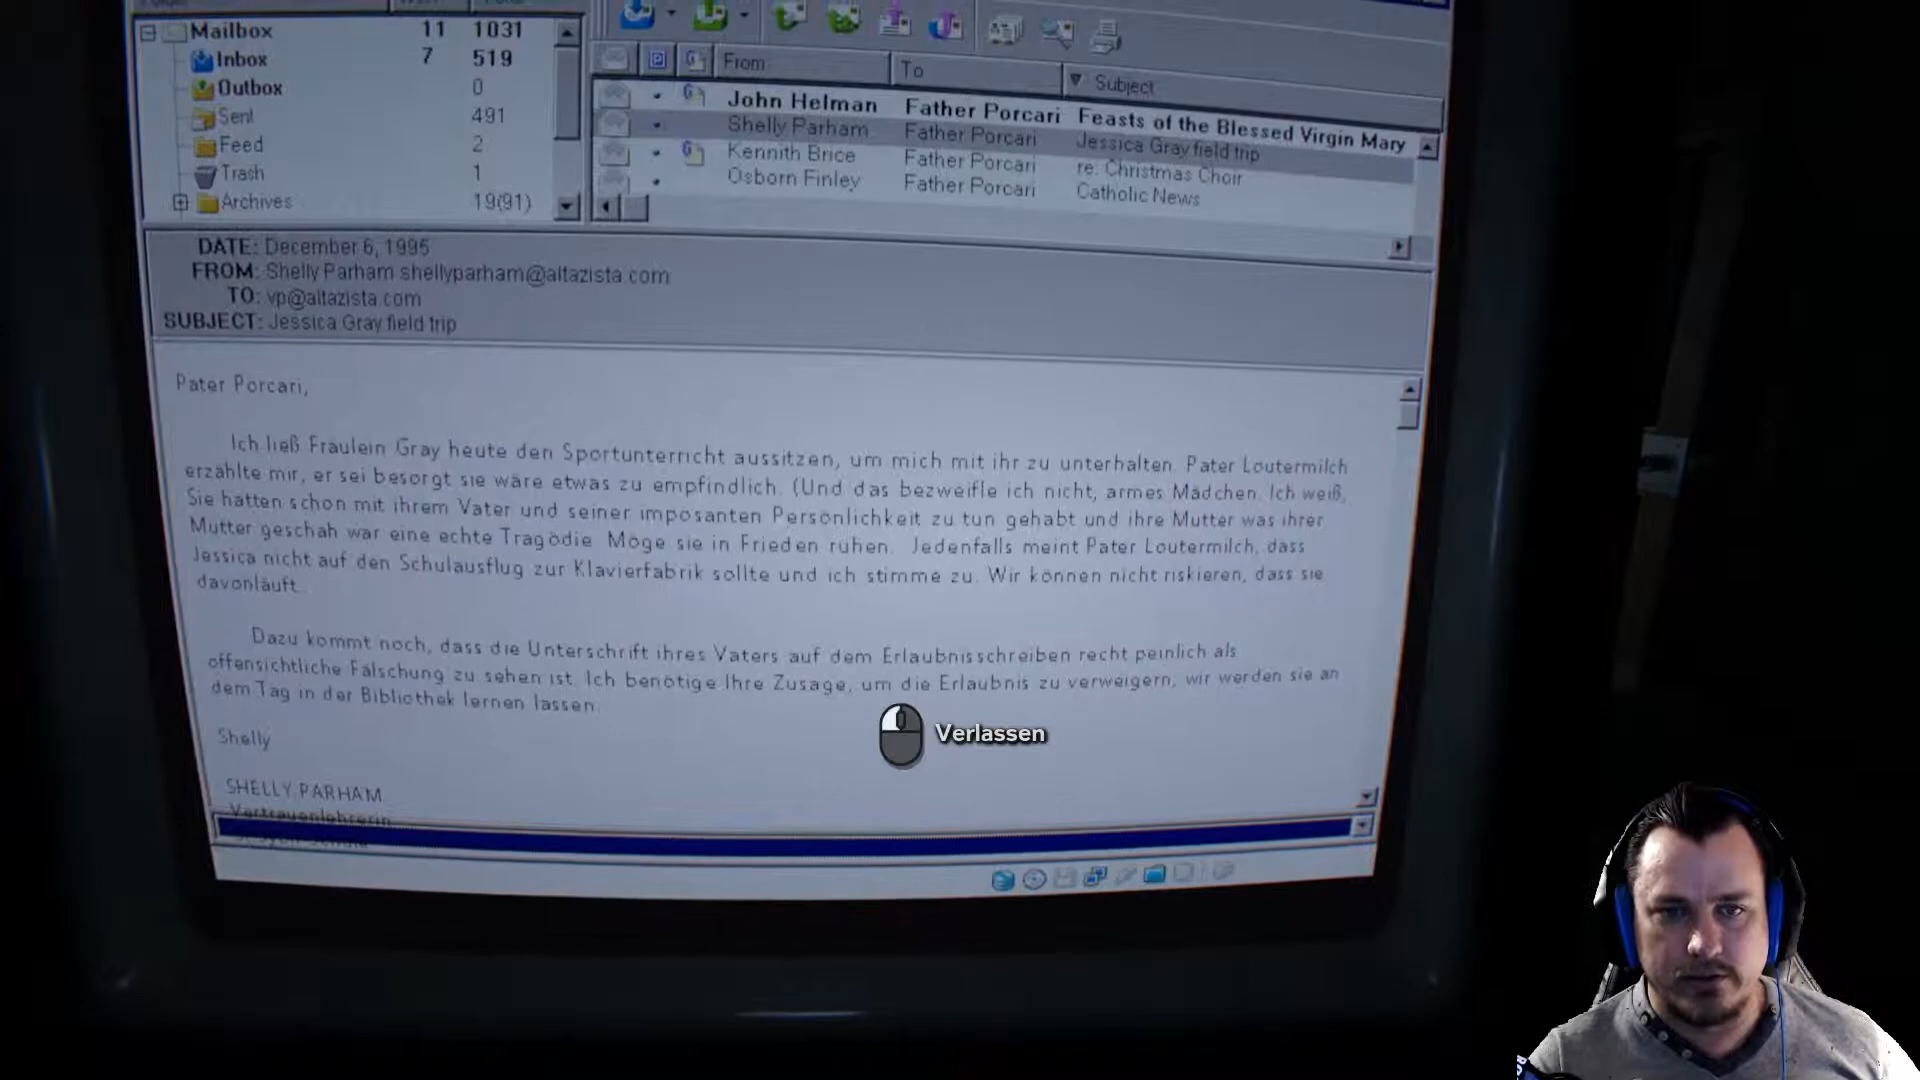 Mailbox 11 1031
Inbox 7 519
Outbox 0
Sent 491
Feed 2
Trash 1
Archives 19(91)
From To Subject
John Helman Father Porcari Feasts of the Blessed Virgin Mary
Shelly Parham Father Porcari Jessica Gray field trip
Kennith Brice Father Porcari re: Christmas Choir
Osborn Finley Father Porcari Catholic News
DATE: December 6, 1995
FROM: Shelly Parham shellyparham@altazista.com
TO: vp@altazista.com
SUBJECT: Jessica Gray field trip
Pater Porcari,
Ich ließ Fräulein Gray heute den Sportunterricht aussitzen, um mich mit ihr zu unterhalten. Pater Loutermilch
erzählte mir, er sei besorgt sie wäre etwas zu empfindlich. (Und das bezweifle ich nicht, armes Mädchen. Ich weiß,
Sie hatten schon mit ihrem Vater und seiner imposanten Persönlichkeit zu tun gehabt und ihre Mutter was ihrer
Mutter geschah war eine echte Tragödie. Möge sie in Frieden ruhen. Jedenfalls meint Pater Loutermilch, dass
Jessica nicht auf den Schulausflug zur Klavierfabrik sollte und ich stimme zu. Wir können nicht riskieren, dass sie
davonläuft.
Dazu kommt noch, dass die Unterschrift ihres Vaters auf dem Erlaubnisschreiben recht peinlich als
offensichtliche Fälschung zu sehen ist. Ich benötige Ihre Zusage, um die Erlaubnis zu verweigern, wir werden sie an
dem Tag in der Bibliothek lernen lassen.
Shelly
Verlassen
SHELLY PARHAM
Vertrauenlehrerin